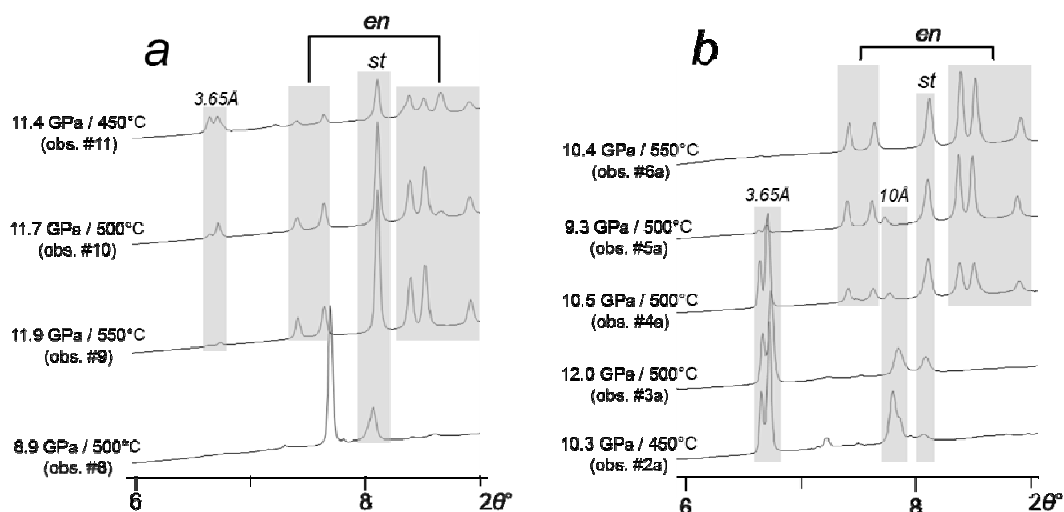 a
en
st
3.65Å
11.4 GPa / 450°C
(obs. #11)
11.7 GPa / 500°C
(obs. #10)
11.9 GPa / 550°C
(obs. #9)
8.9 GPa / 500°C
(obs. #8)
6
8
2θ°
b
en
st
10.4 GPa / 550°C
(obs. #6a)
3.65Å
10Å
9.3 GPa / 500°C
(obs. #5a)
10.5 GPa / 500°C
(obs. #4a)
12.0 GPa / 500°C
(obs. #3a)
10.3 GPa / 450°C
(obs. #2a)
6
8
2θ°